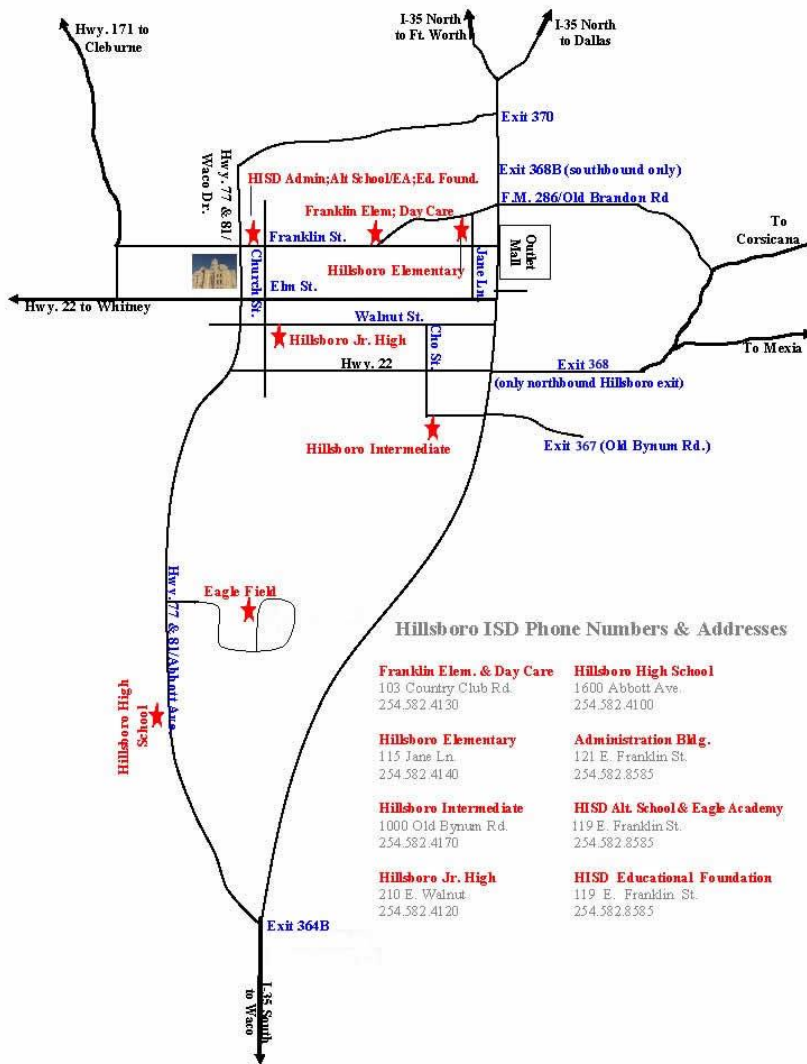 Hwy. 171 to
Cleburne
I-35 North
to Ft. Worth
I-35 North
to Dallas
Exit 370
Hwy. 77 & 81/
Waco Dr.
Exit 368B (southbound only)
HISD Admin;Alt School/EA;Ed. Found.
F.M. 286/Old Brandon Rd
Franklin Elem; Day Care
To
Corsicana
Franklin St.
Outlet
Mall
Hillsboro Elementary
Jane Ln.
Church St.
Elm St.
Hwy. 22 to Whitney
Walnut St.
Hillsboro Jr. High
Cho St.
To Mexia
Hwy. 22
Exit 368
(only northbound Hillsboro exit)
Hillsboro Intermediate
Exit 367 (Old Bynum Rd.)
Hwy. 77 & 81/Abbott Ave.
Eagle Field
Hillsboro High
School
Hillsboro ISD Phone Numbers & Addresses
Franklin Elem. & Day Care
103 Country Club Rd.
254.582.4130
Hillsboro High School
1600 Abbott Ave.
254.582.4100
Hillsboro Elementary
115 Jane Ln.
254.582.4140
Administration Bldg.
121 E. Franklin St.
254.582.8585
Hillsboro Intermediate
1000 Old Bynum Rd.
254.582.4170
HISD Alt. School & Eagle Academy
119 E. Franklin St.
254.582.8585
Hillsboro Jr. High
210 E. Walnut
254.582.4120
HISD Educational Foundation
119 E. Franklin St.
254.582.8585
Exit 364B
I-35 South
to Waco